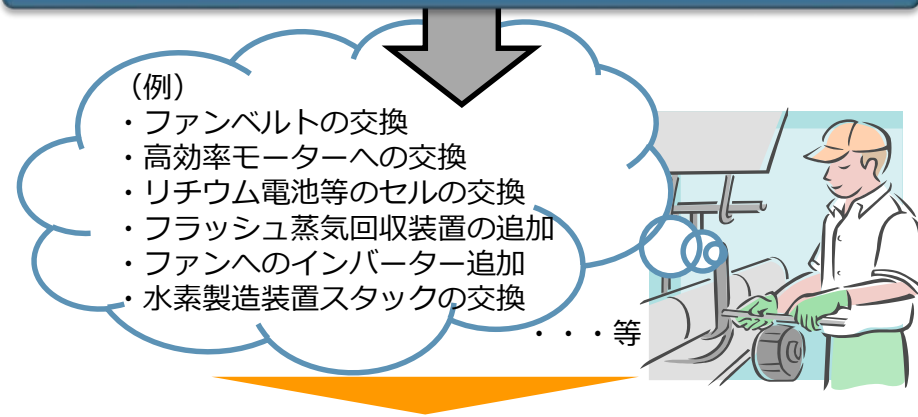 （例）
・ファンベルトの交換
・高効率モーターへの交換
・リチウム電池等のセルの交換
・フラッシュ蒸気回収装置の追加
・ファンへのインバーター追加
・水素製造装置スタックの交換
・・・等